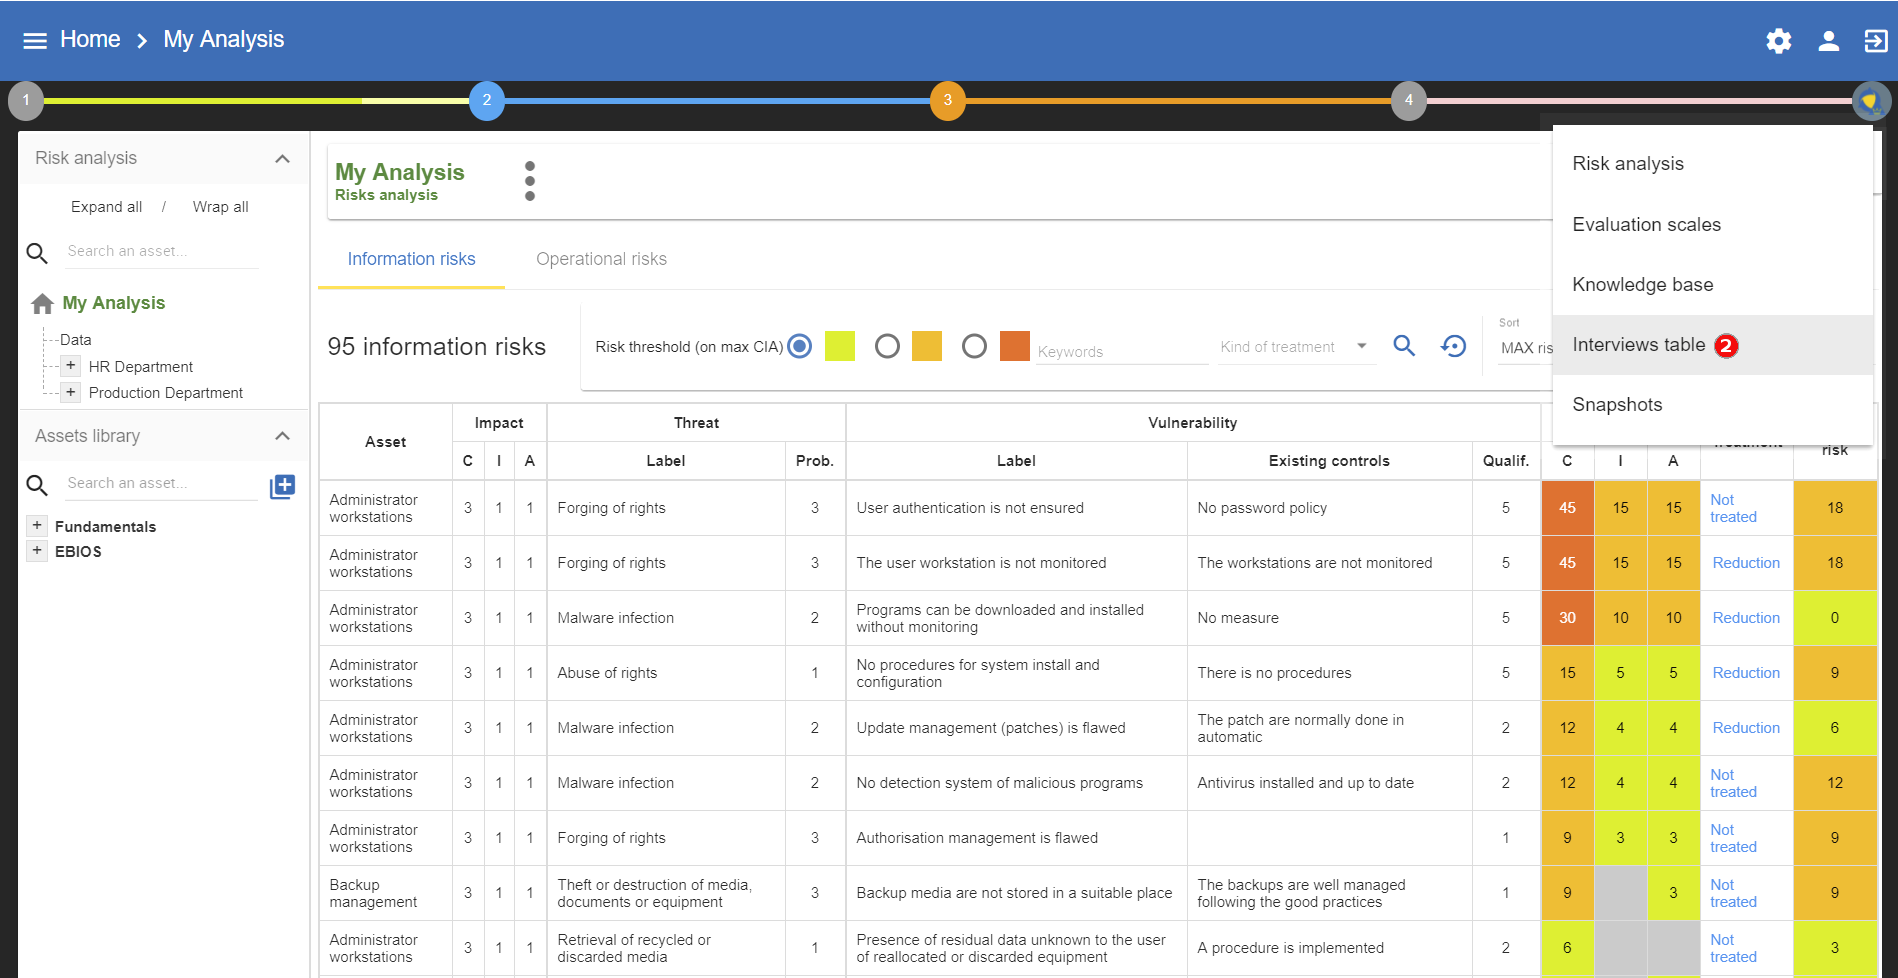 Home > My Analysis
1
2
3
4
Risk analysis
Expand all / Wrap all
Search an asset...
My Analysis
Data
+ HR Department
+ Production Department
Assets library
Search an asset...
+ Fundamentals
+ EBIOS
My Analysis
Risks analysis
Information risks
Operational risks
95 information risks
Risk threshold (on max CIA)
Keywords
Kind of treatment
Sort
MAX ris
Risk analysis
Evaluation scales
Knowledge base
Interviews table 2
Snapshots
Asset Impact Threat Vulnerability
C I A Label Prob. Label Existing controls Qualif. C I A Treatment risk
Administrator
workstations 3 1 1 Forging of rights 3 User authentication is not ensured No password policy 5 45 15 15 Not
treated 18
Administrator
workstations 3 1 1 Forging of rights 3 The user workstation is not monitored The workstations are not monitored 5 45 15 15 Reduction 18
Administrator
workstations 3 1 1 Malware infection 2 Programs can be downloaded and installed
without monitoring No measure 5 30 10 10 Reduction 0
Administrator
workstations 3 1 1 Abuse of rights 1 No procedures for system install and
configuration There is no procedures 5 15 5 5 Reduction 9
Administrator
workstations 3 1 1 Malware infection 2 Update management (patches) is flawed The patch are normally done in
automatic 2 12 4 4 Reduction 6
Administrator
workstations 3 1 1 Malware infection 2 No detection system of malicious programs Antivirus installed and up to date 2 12 4 4 Not
treated 12
Administrator
workstations 3 1 1 Forging of rights 3 Authorisation management is flawed 1 9 3 3 Not
treated 9
Backup
management 3 1 1 Theft or destruction of media,
documents or equipment 3 Backup media are not stored in a suitable place The backups are well managed
following the good practices 1 9 3 Not
treated 9
Administrator
workstations 3 1 1 Retrieval of recycled or
discarded media 1 Presence of residual data unknown to the user
of reallocated or discarded equipment A procedure is implemented 2 6 Not
treated 3